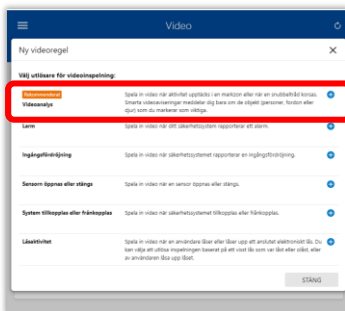 Video
Ny videoregel
Välj utlösare för videoinspelning:
Rekommenderat
Videoanalys
Spela in video när aktivitet upptäcks i en markzon eller när en snubbeltråd korsas.
Smarta videoaviseringar meddelar dig bara om de objekt (personer, fordon eller
djur) som du markerar som viktiga.
Larm
Spela in video när ditt säkerhetssystem rapporterar ett alarm.
Ingångsfördröjning
Spela in video när säkerhetssystemet rapporterar en ingångsfördröjning.
Sensorn öppnas eller stängs
Spela in video när en sensor öppnas eller stängs.
System tillkopplas eller frånkopplas
Spela in video när säkerhetssystemet tillkopplas eller frånkopplas.
Låsaktivitet
Spela in video när en användare låser eller låser upp ett anslutet elektroniskt lås. Du
kan välja att utlösa inspelningen baserat på ett visst lås som var låst eller olåst, eller
av användaren låsa upp låset.
STÄNG